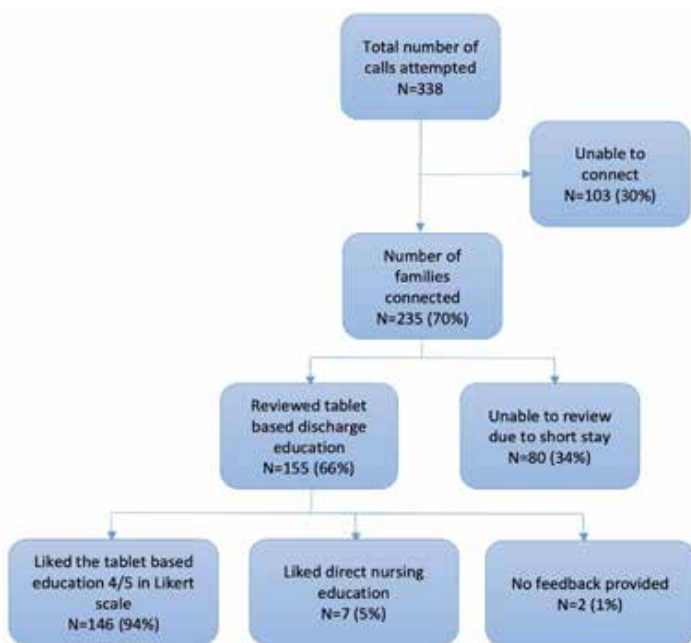 Total number of
calls attempted
N=338
Unable to
connect
N=103 (30%)
Number of
families
connected
N=235 (70%)
Reviewed tablet
based discharge
education
N=155 (66%)
Unable to review
due to short stay
N=80 (34%)
Liked the tablet based
education 4/5 in Likert
scale
N=146 (94%)
Liked direct nursing
education
N=7 (5%)
No feedback provided
N=2 (1%)